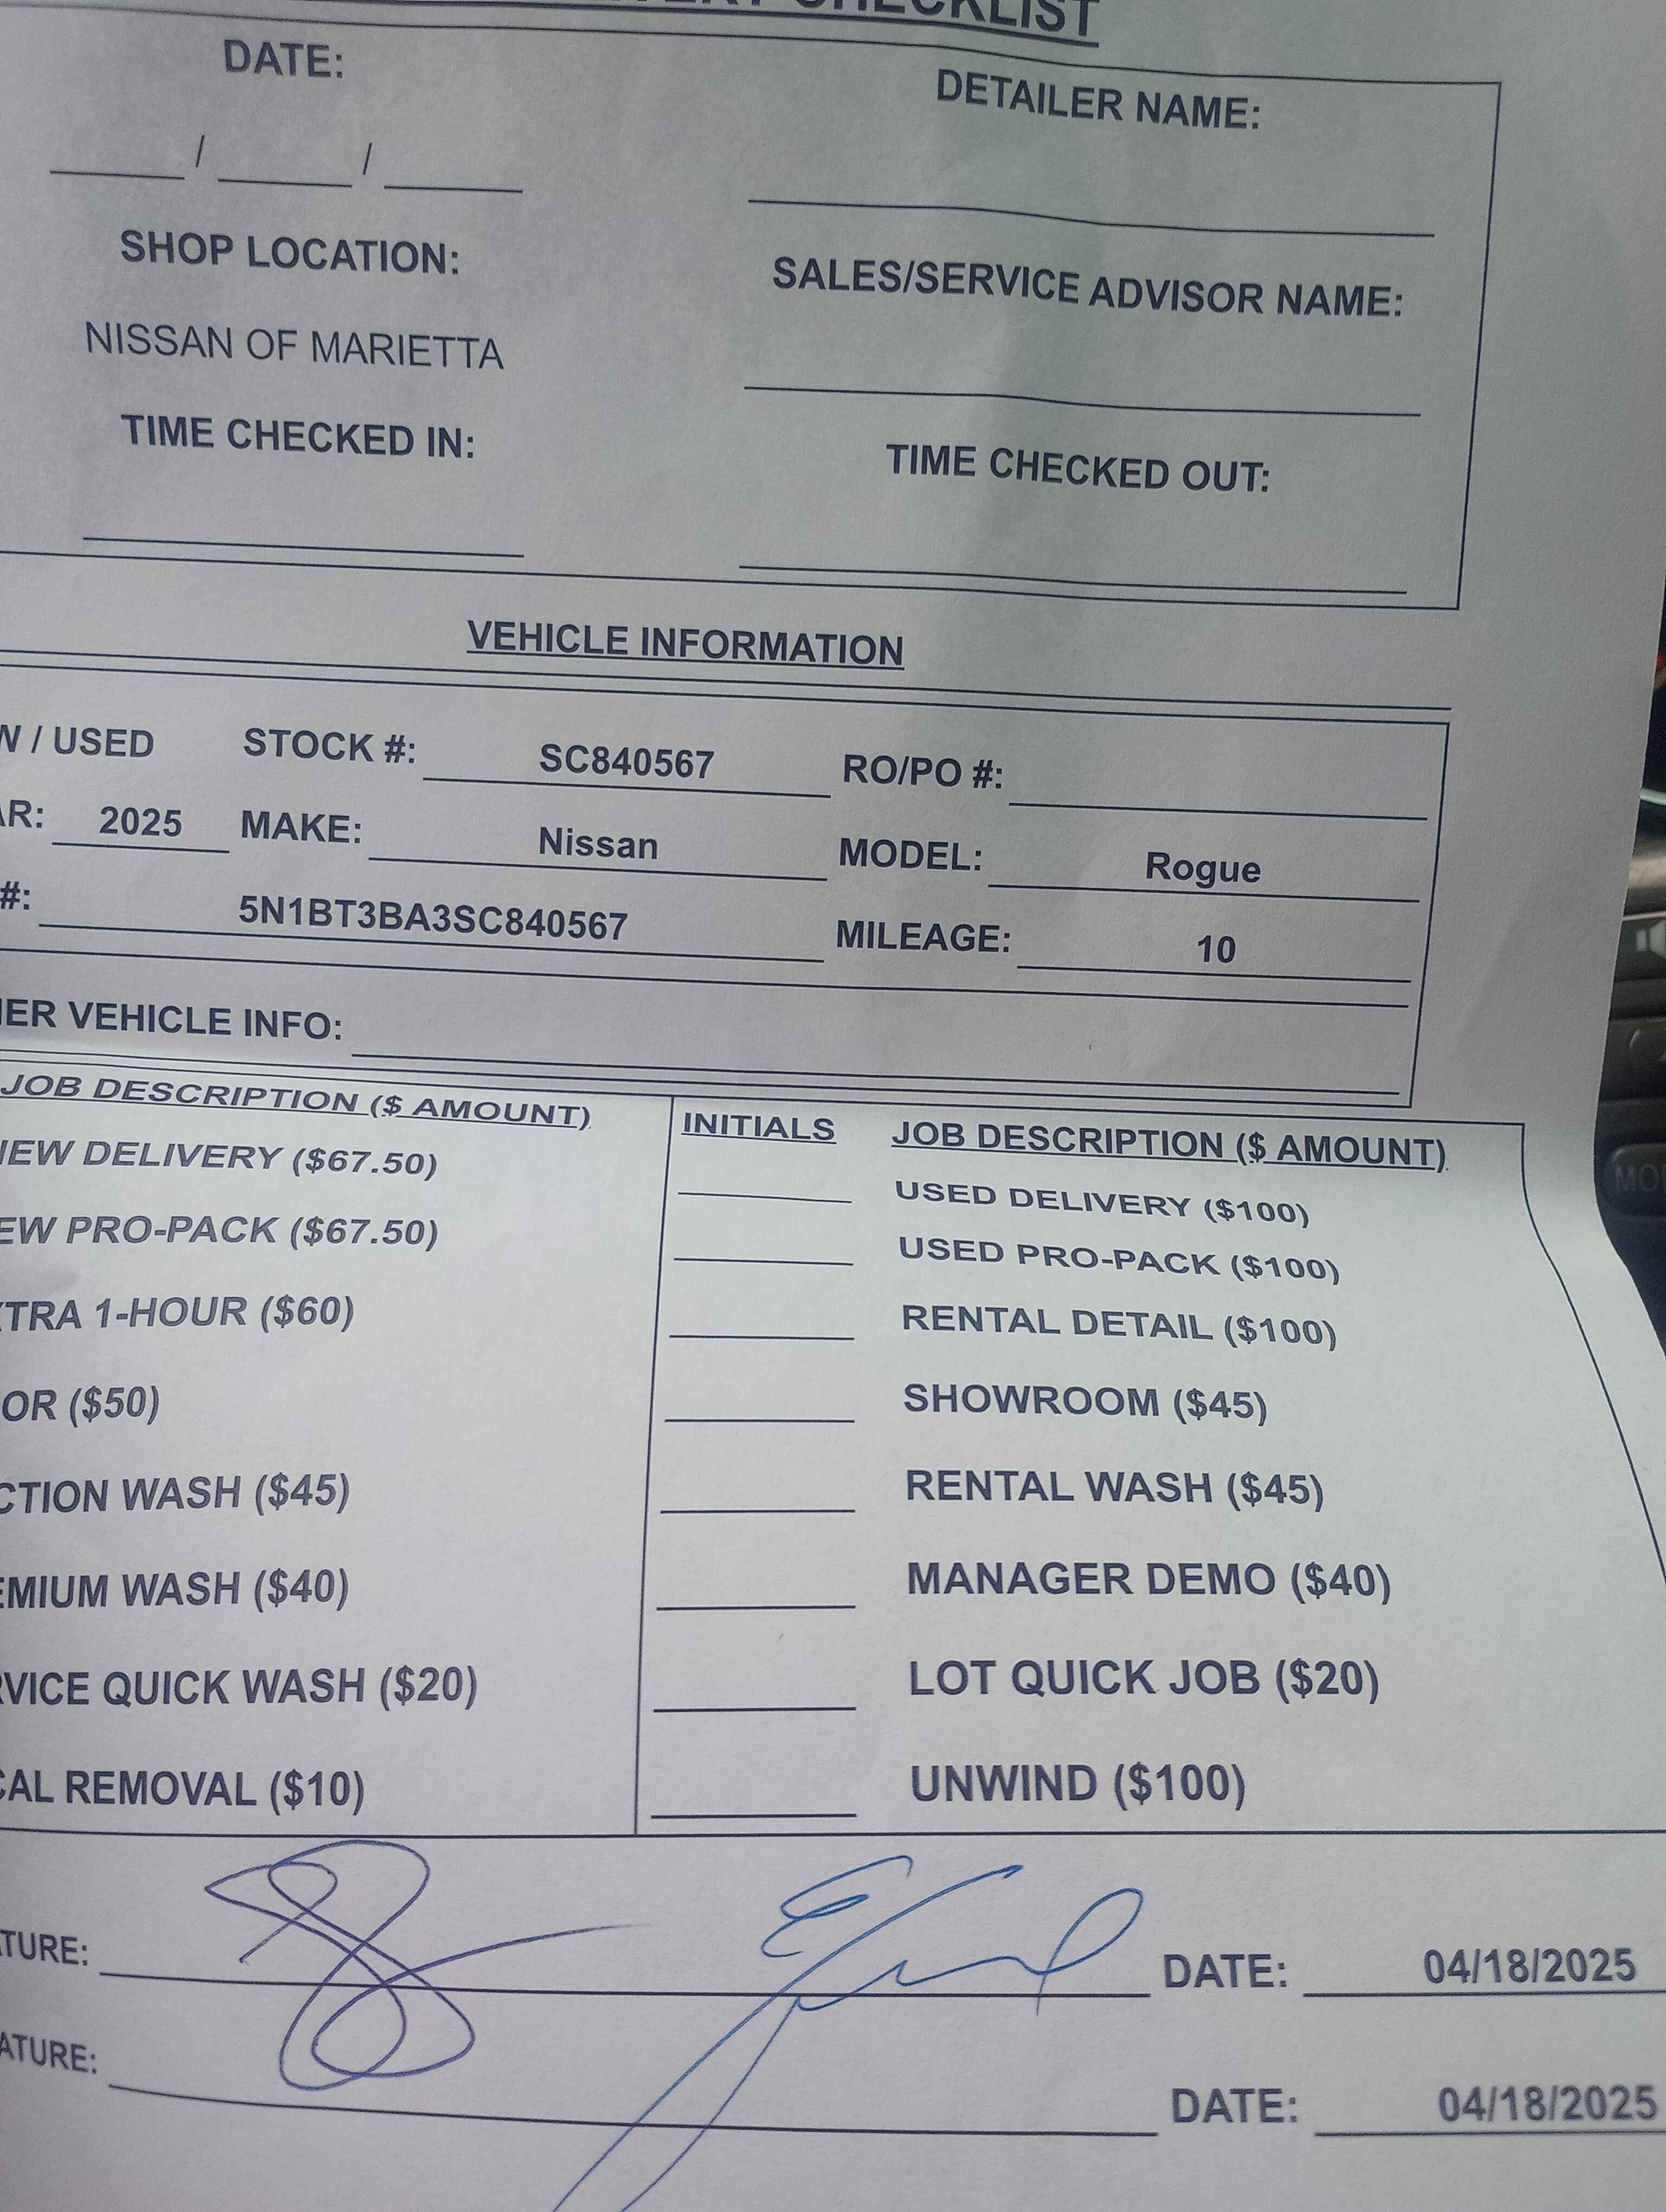 CHECKLIST
DATE: DETAILER NAME:
/ /
SHOP LOCATION: SALES/SERVICE ADVISOR NAME:
NISSAN OF MARIETTA
TIME CHECKED IN: TIME CHECKED OUT:
VEHICLE INFORMATION
W / USED STOCK #: SC840567 RO/PO #:
AR: 2025 MAKE: Nissan MODEL: Rogue
#: 5N1BT3BA3SC840567 MILEAGE: 10
ER VEHICLE INFO:
JOB DESCRIPTION ($ AMOUNT) INITIALS JOB DESCRIPTION ($ AMOUNT)
EW DELIVERY ($67.50) USED DELIVERY ($100)
EW PRO-PACK ($67.50) USED PRO-PACK ($100)
TRA 1-HOUR ($60) RENTAL DETAIL ($100)
OR ($50) SHOWROOM ($45)
CTION WASH ($45) RENTAL WASH ($45)
EMIUM WASH ($40) MANAGER DEMO ($40)
VICE QUICK WASH ($20) LOT QUICK JOB ($20)
CAL REMOVAL ($10) UNWIND ($100)
TURE: DATE: 04/18/2025
ATURE: DATE: 04/18/2025